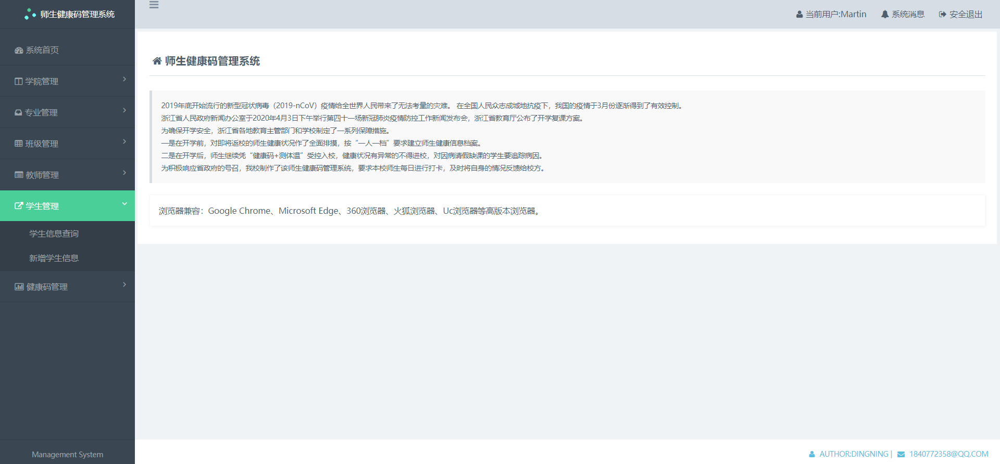 师生健康码管理系统
当前用户:Martin
系统消息
安全退出
系统首页
学院管理
专业管理
班级管理
教师管理
学生管理
学生信息查询
新增学生信息
健康码管理
Management System
师生健康码管理系统
2019年底开始流行的新型冠状病毒（2019-nCoV）疫情给全世界人民带来了无法考量的灾难。 在全国人民众志成城地抗疫下，我国的疫情于3月份逐渐得到了有效控制。
浙江省人民政府新闻办公室于2020年4月3日下午举行第四十一场新冠肺炎疫情防控工作新闻发布会，浙江省教育厅公布了开学复课方案。
为确保开学安全，浙江省各地教育主管部门和学校制定了一系列保障措施。
一是在开学前，对即将返校的师生健康状况作了全面排摸，按“一人一档”要求建立师生健康信息档案。
二是在开学后，师生继续凭“健康码+测体温”受控入校，健康状况有异常的不得进校，对因病请假缺课的学生要追踪病因。
为积极响应省政府的号召，我校制作了该师生健康码管理系统，要求本校师生每日进行打卡，及时将自身的情况反馈给校方。
浏览器兼容：Google Chrome、Microsoft Edge、360浏览器、火狐浏览器、Uc浏览器等高版本浏览器。
AUTHOR:DINGNING | 1840772358@QQ.COM